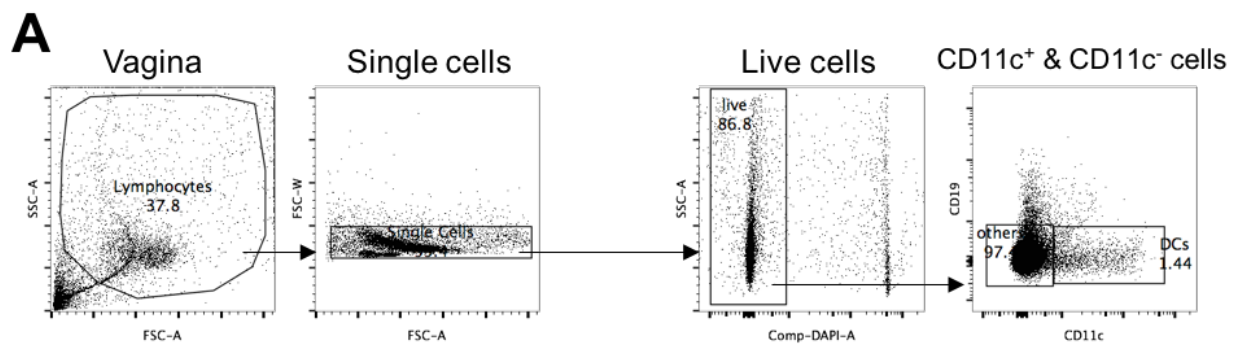 A
Vagina
Single cells
Live cells
CD11c⁺ & CD11c⁻ cells
SSC-A
Lymphocytes
37.8
FSC-A
FSC-W
Single Cells
FSC-A
SSC-A
live
86.8
Comp-DAPI-A
CD19
others
97.
DCs
1.44
CD11c